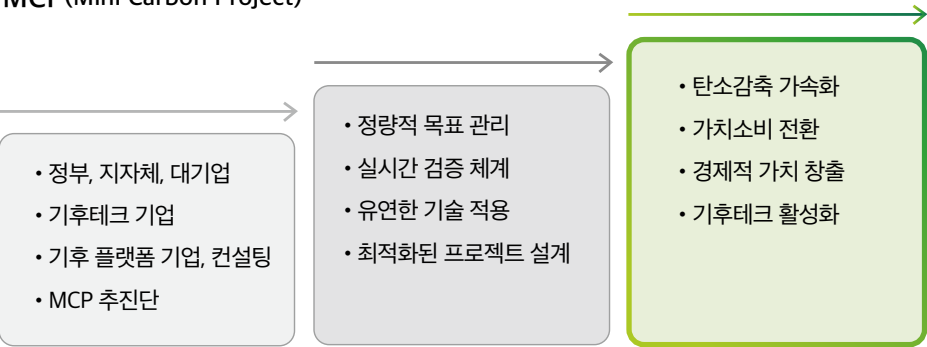 MCP (Mini Carbon Project)
• 정부, 지자체, 대기업
• 기후테크 기업
• 기후 플랫폼 기업, 컨설팅
• MCP 추진단
• 정량적 목표 관리
• 실시간 검증 체계
• 유연한 기술 적용
• 최적화된 프로젝트 설계
• 탄소감축 가속화
• 가치소비 전환
• 경제적 가치 창출
• 기후테크 활성화